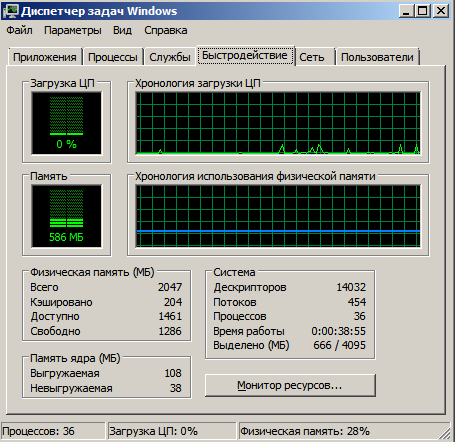 Диспетчер задач Windows
Файл Параметры Вид Справка
Приложения Процессы Службы Быстродействие Сеть Пользователи
Загрузка ЦП Хронология загрузки ЦП
0 %
Память Хронология использования физической памяти
586 МБ
Физическая память (МБ) Система
Всего 2047 Дескрипторов 14032
Кэшировано 204 Потоков 454
Доступно 1461 Процессов 36
Свободно 1286 Время работы 0:00:38:55
Выделено (МБ) 666 / 4095
Память ядра (МБ)
Выгружаемая 108 Монитор ресурсов...
Невыгружаемая 38
Процессов: 36 Загрузка ЦП: 0% Физическая память: 28%